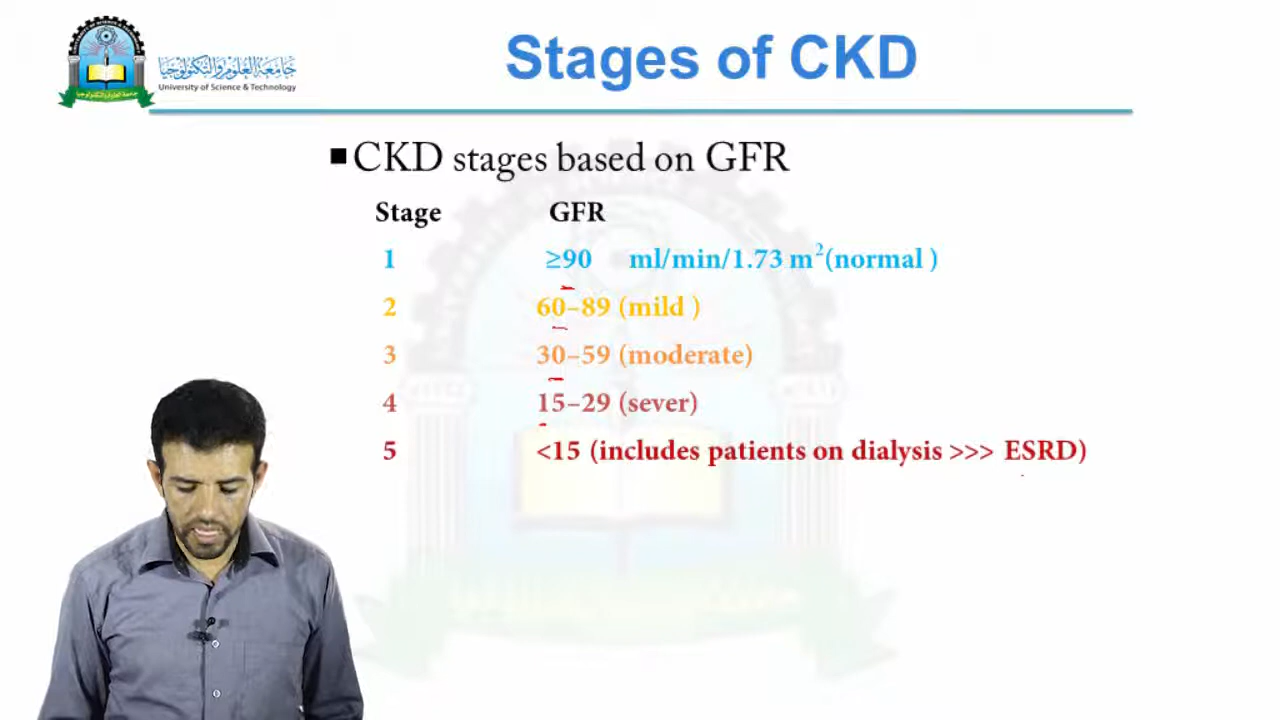 Stages of CKD
جامعة العلوم والتكنولوجيا
University of Science & Technology
■CKD stages based on GFR
Stage GFR
1 ≥90 ml/min/1.73 m²(normal )
2 60–89 (mild )
3 30–59 (moderate)
4 15–29 (sever)
5 <15 (includes patients on dialysis >>> ESRD)